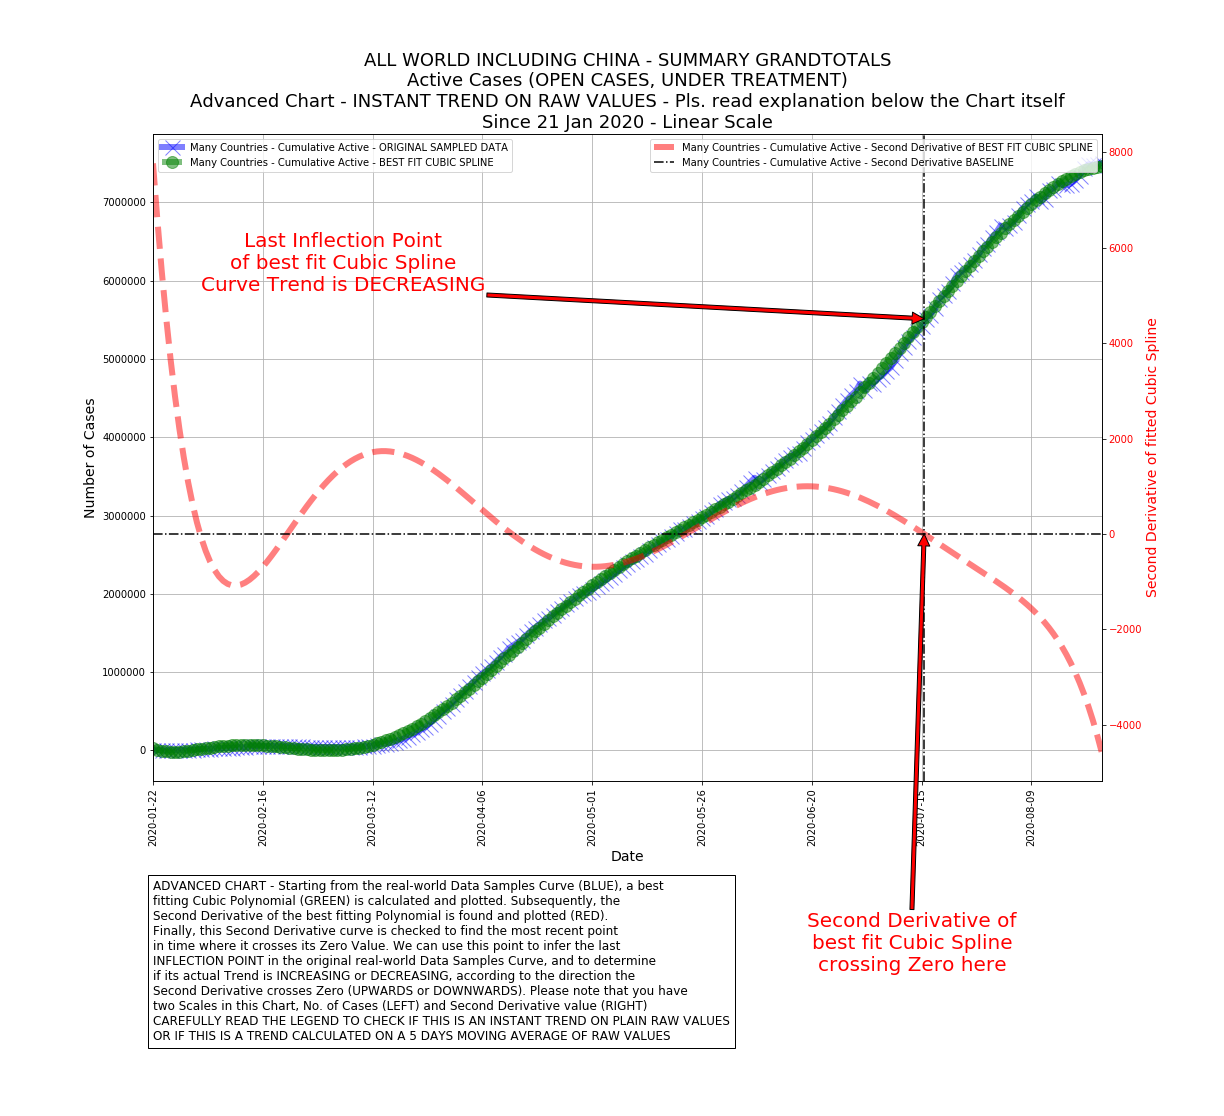 ALL WORLD INCLUDING CHINA - SUMMARY GRANDTOTALS
Active Cases (OPEN CASES, UNDER TREATMENT)
Advanced Chart - INSTANT TREND ON RAW VALUES - Pls. read explanation below the Chart itself
Since 21 Jan 2020 - Linear Scale
Many Countries - Cumulative Active - ORIGINAL SAMPLED DATA
Many Countries - Cumulative Active - BEST FIT CUBIC SPLINE
Many Countries - Cumulative Active - Second Derivative of BEST FIT CUBIC SPLINE
Many Countries - Cumulative Active - Second Derivative BASELINE
Last Inflection Point
of best fit Cubic Spline
Curve Trend is DECREASING
Number of Cases
7000000
6000000
5000000
4000000
3000000
2000000
1000000
0
8000
6000
4000
2000
0
−2000
−4000
Second Derivative of fitted Cubic Spline
2020-01-22
2020-02-16
2020-03-12
2020-04-06
2020-05-01
2020-05-26
2020-06-20
2020-07-15
2020-08-09
Date
Second Derivative of
best fit Cubic Spline
crossing Zero here
ADVANCED CHART - Starting from the real-world Data Samples Curve (BLUE), a best
fitting Cubic Polynomial (GREEN) is calculated and plotted. Subsequently, the
Second Derivative of the best fitting Polynomial is found and plotted (RED).
Finally, this Second Derivative curve is checked to find the most recent point
in time where it crosses its Zero Value. We can use this point to infer the last
INFLECTION POINT in the original real-world Data Samples Curve, and to determine
if its actual Trend is INCREASING or DECREASING, according to the direction the
Second Derivative crosses Zero (UPWARDS or DOWNWARDS). Please note that you have
two Scales in this Chart, No. of Cases (LEFT) and Second Derivative value (RIGHT)
CAREFULLY READ THE LEGEND TO CHECK IF THIS IS AN INSTANT TREND ON PLAIN RAW VALUES
OR IF THIS IS A TREND CALCULATED ON A 5 DAYS MOVING AVERAGE OF RAW VALUES